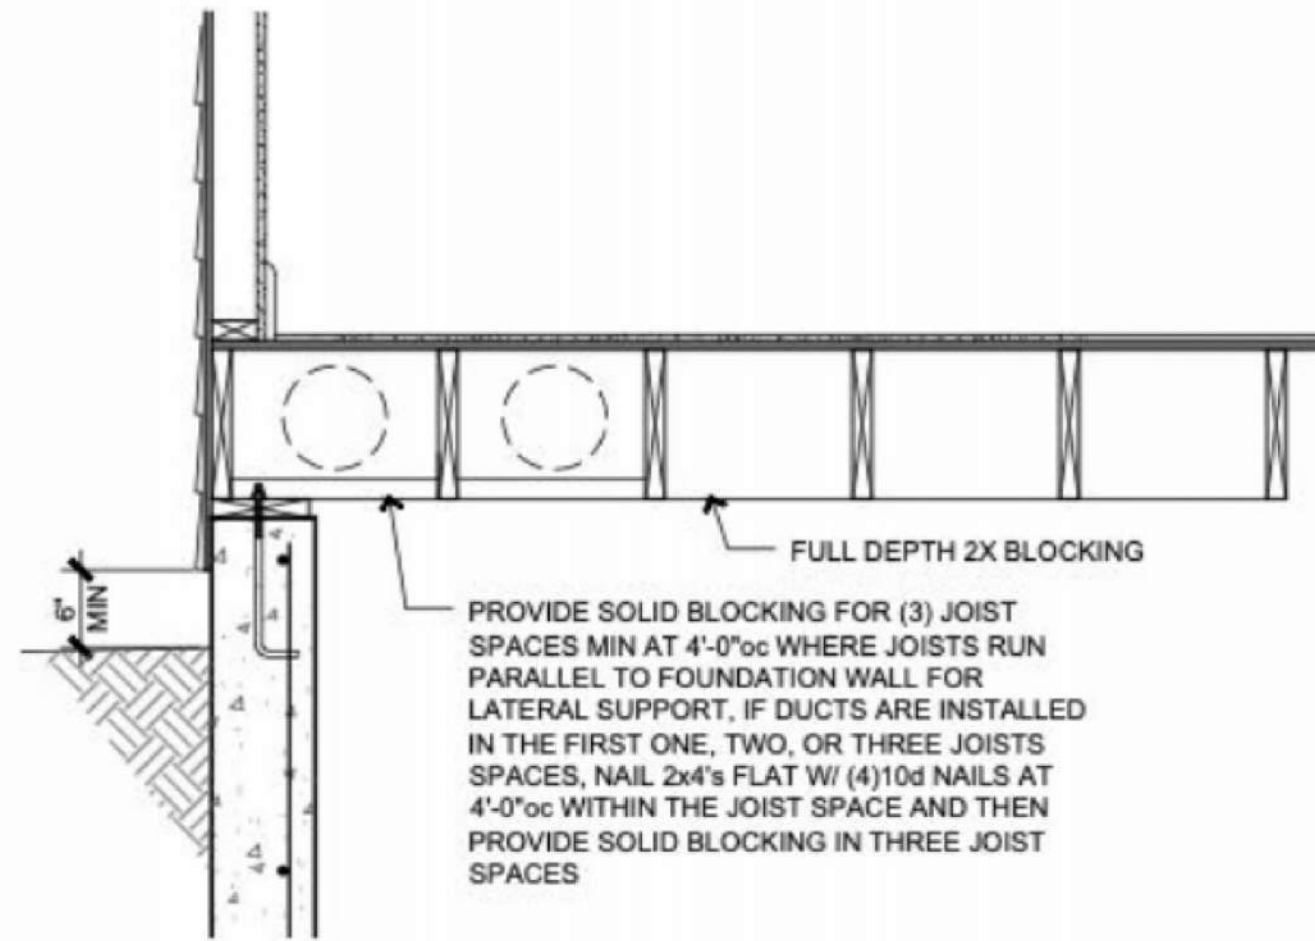 FULL DEPTH 2X BLOCKING
6"
MIN
PROVIDE SOLID BLOCKING FOR (3) JOIST
SPACES MIN AT 4'-0"oc WHERE JOISTS RUN
PARALLEL TO FOUNDATION WALL FOR
LATERAL SUPPORT, IF DUCTS ARE INSTALLED
IN THE FIRST ONE, TWO, OR THREE JOISTS
SPACES, NAIL 2x4's FLAT W/ (4)10d NAILS AT
4'-0"oc WITHIN THE JOIST SPACE AND THEN
PROVIDE SOLID BLOCKING IN THREE JOIST
SPACES